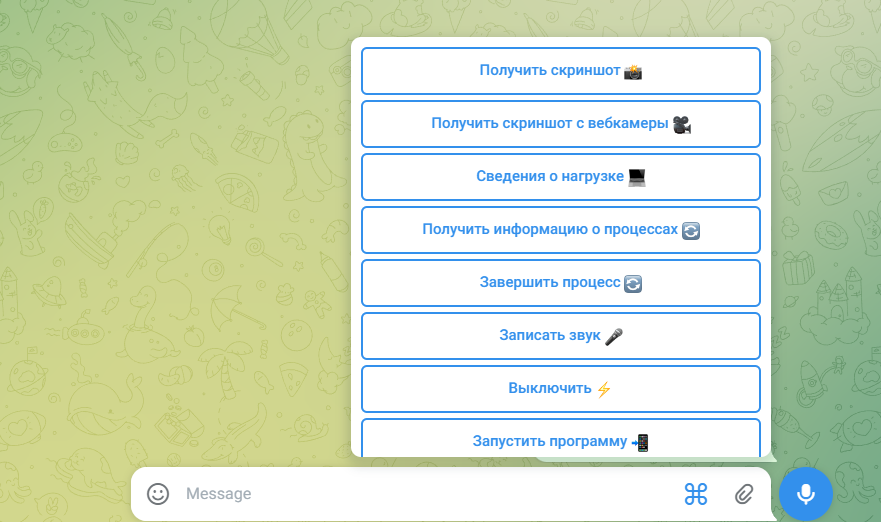 Получить скриншот 📸
Получить скриншот с вебкамеры 🎥
Сведения о нагрузке 💻
Получить информацию о процессах 🔄
Завершить процесс 🔄
Записать звук 🎤
Выключить ⚡
Запустить программу 📲
Message